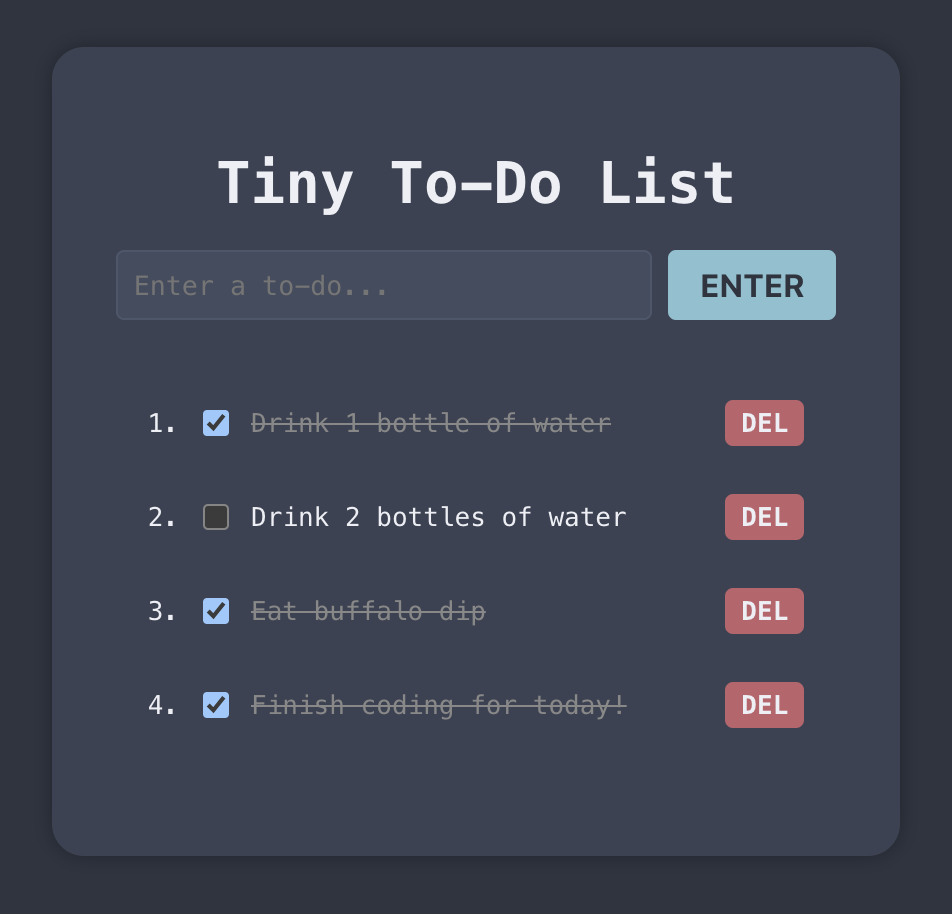 Tiny To-Do List
Enter a to-do... ENTER
1. Drink 1 bottle of water DEL
2. Drink 2 bottles of water DEL
3. Eat buffalo dip DEL
4. Finish coding for today! DEL